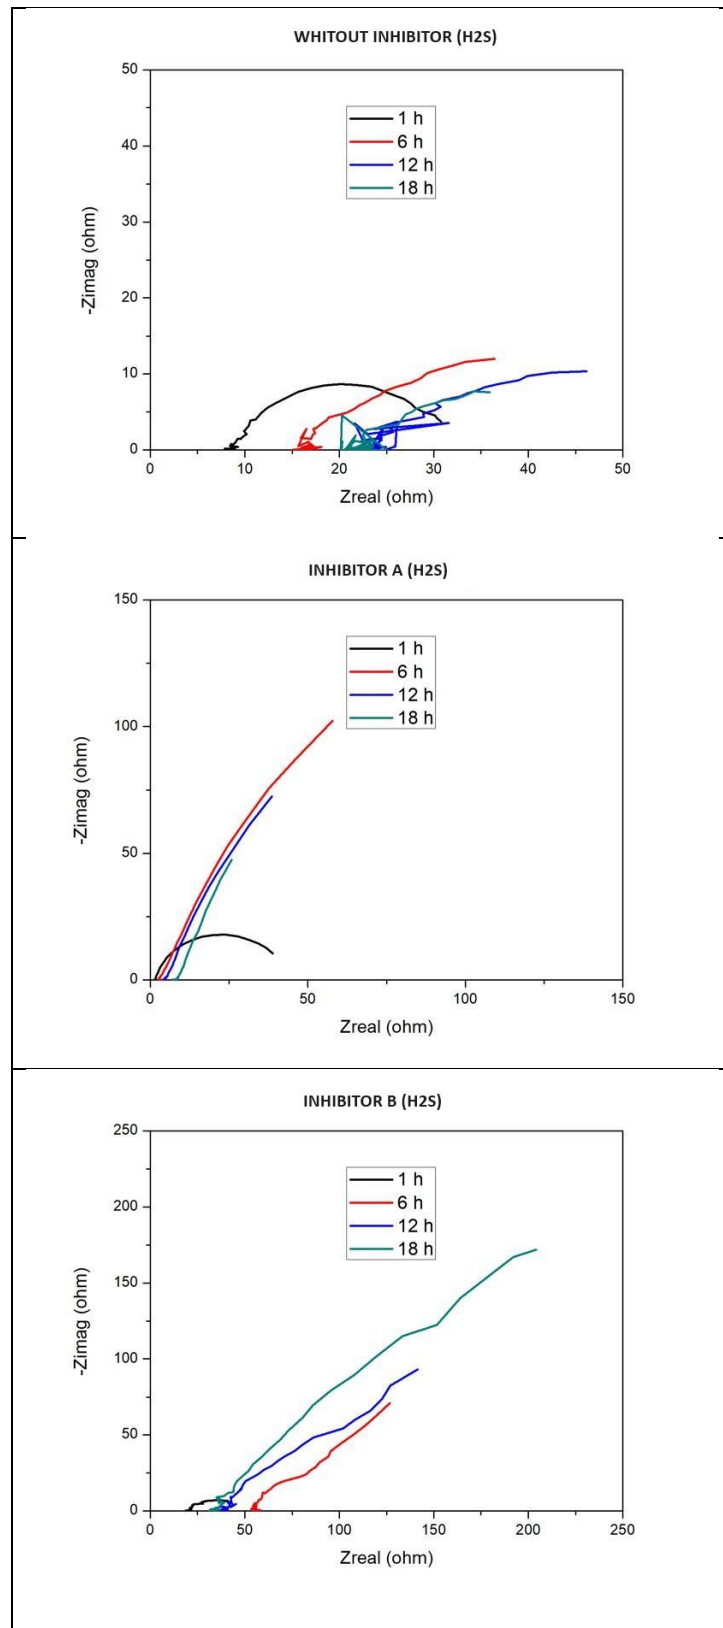 WHITOUT INHIBITOR (H2S)
50
40
30
20
10
0
-Zimag (ohm)
1 h
6 h
12 h
18 h
0 10 20 30 40 50
Zreal (ohm)
INHIBITOR A (H2S)
150
100
50
0
-Zimag (ohm)
1 h
6 h
12 h
18 h
0 50 100 150
Zreal (ohm)
INHIBITOR B (H2S)
250
200
150
100
50
0
-Zimag (ohm)
1 h
6 h
12 h
18 h
0 50 100 150 200 250
Zreal (ohm)